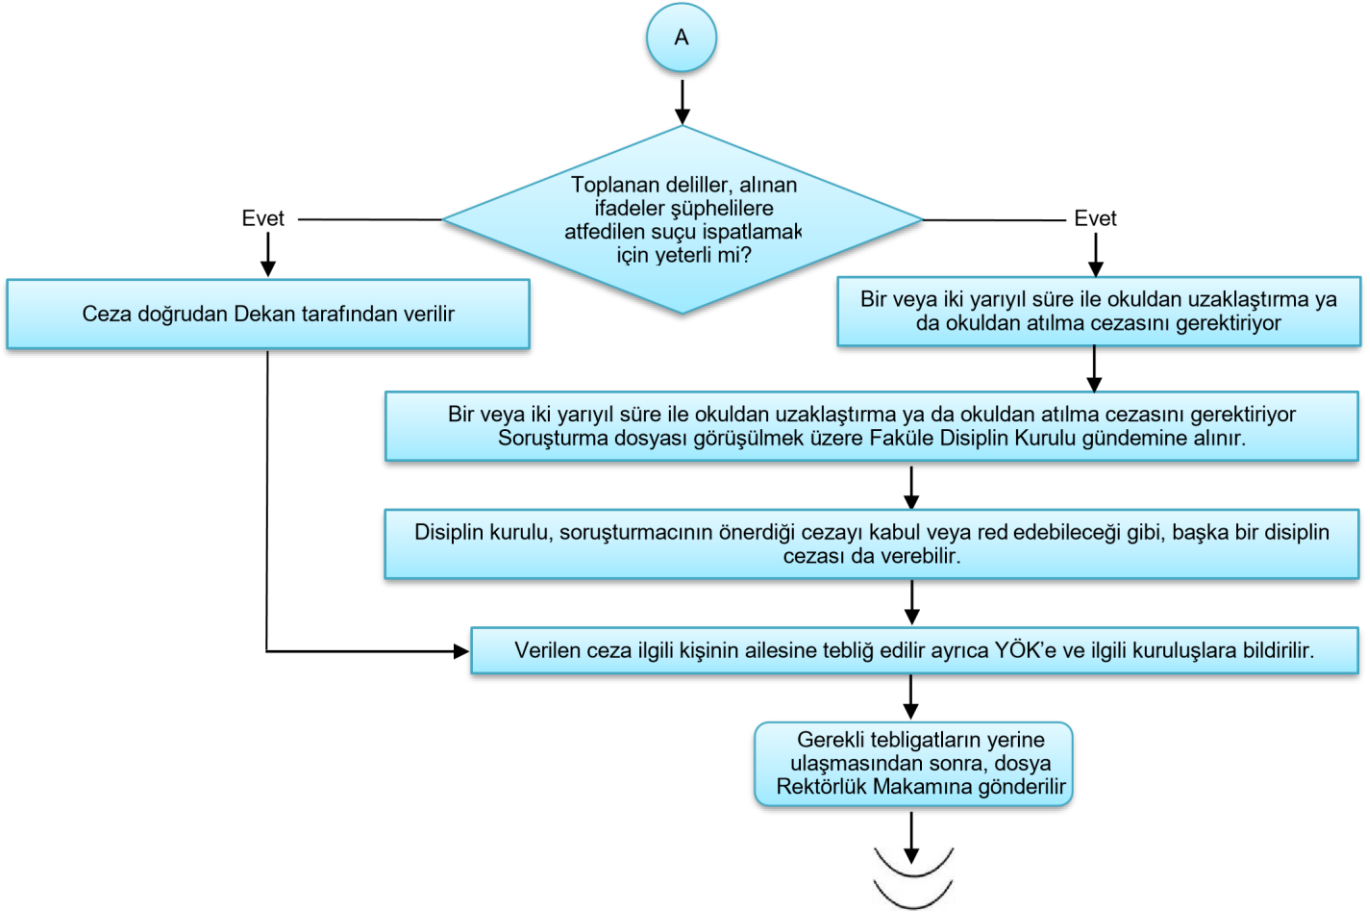 A
Toplanan deliller, alınan
ifadeler şüphelilere
atfedilen suçu ispatlamak
için yeterli mi?
Evet
Evet
Ceza doğrudan Dekan tarafından verilir
Bir veya iki yarıyıl süre ile okuldan uzaklaştırma ya
da okuldan atılma cezasını gerektiriyor
Bir veya iki yarıyıl süre ile okuldan uzaklaştırma ya da okuldan atılma cezasını gerektiriyor
Soruşturma dosyası görüşülmek üzere Faküle Disiplin Kurulu gündemine alınır.
Disiplin kurulu, soruşturmacının önerdiği cezayı kabul veya red edebileceği gibi, başka bir disiplin
cezası da verebilir.
Verilen ceza ilgili kişinin ailesine tebliğ edilir ayrıca YÖK’e ve ilgili kuruluşlara bildirilir.
Gerekli tebligatların yerine
ulaşmasından sonra, dosya
Rektörlük Makamına gönderilir